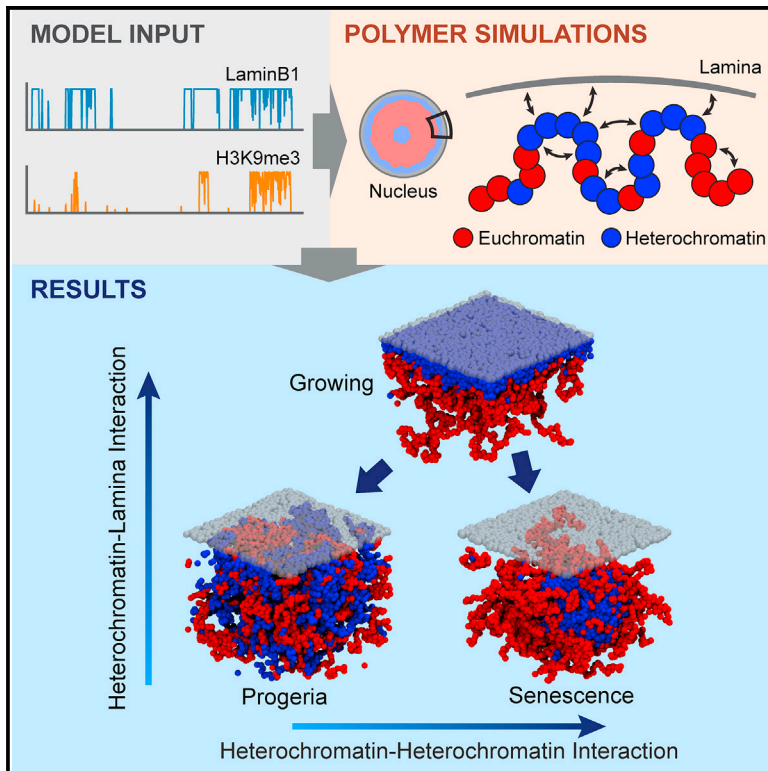 MODEL INPUT
LaminB1
H3K9me3
POLYMER SIMULATIONS
Lamina
Nucleus
Euchromatin
Heterochromatin
RESULTS
Growing
Progeria
Senescence
Heterochromatin-Lamina Interaction
Heterochromatin-Heterochromatin Interaction